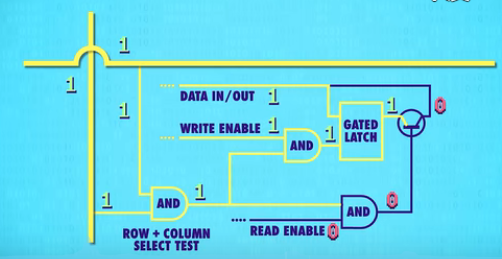 1
1
1
DATA IN/OUT 1
1
0
WRITE ENABLE 1
1
GATED
LATCH
AND
1
1
AND
0
AND
READ ENABLE 0
ROW + COLUMN
SELECT TEST